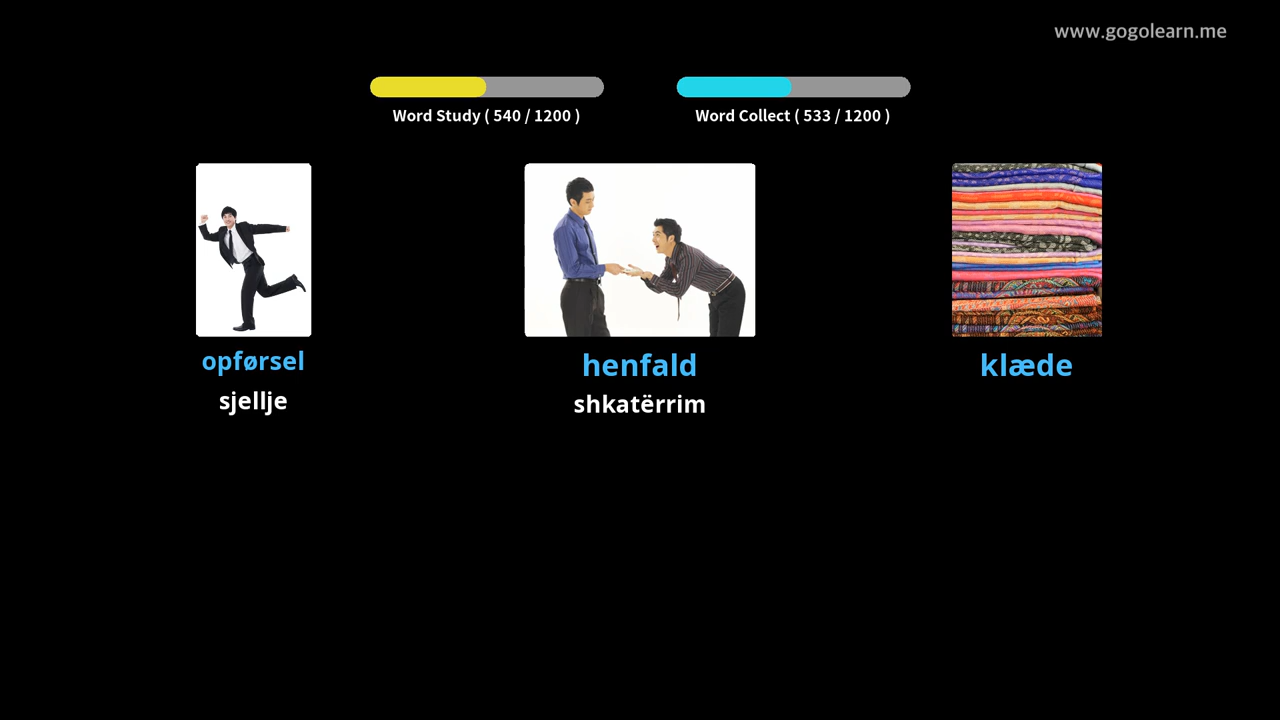 www.gogolearn.me
Word Study ( 540 / 1200 )
Word Collect ( 533 / 1200 )
opførsel
sjellje
henfald
shkatërrim
klæde